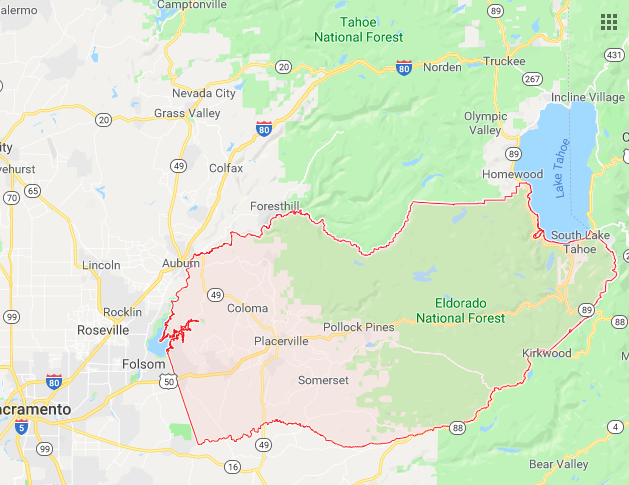 Camptonville
alermo
Tahoe
National Forest
89
20
80
Norden
Truckee
431
267
Nevada City
Incline Village
Grass Valley
20
Olympic
Valley
80
ity
49
Colfax
89
vehurst
65
70
Homewood
Lake Tahoe
Foresthill
South Lake
Tahoe
Lincoln
Auburn
49
Coloma
Eldorado
National Forest
89
Rocklin
99
Roseville
88
Pollock Pines
Placerville
Kirkwood
Folsom
50
Somerset
80
acramento
5
88
4
49
99
16
Bear Valley